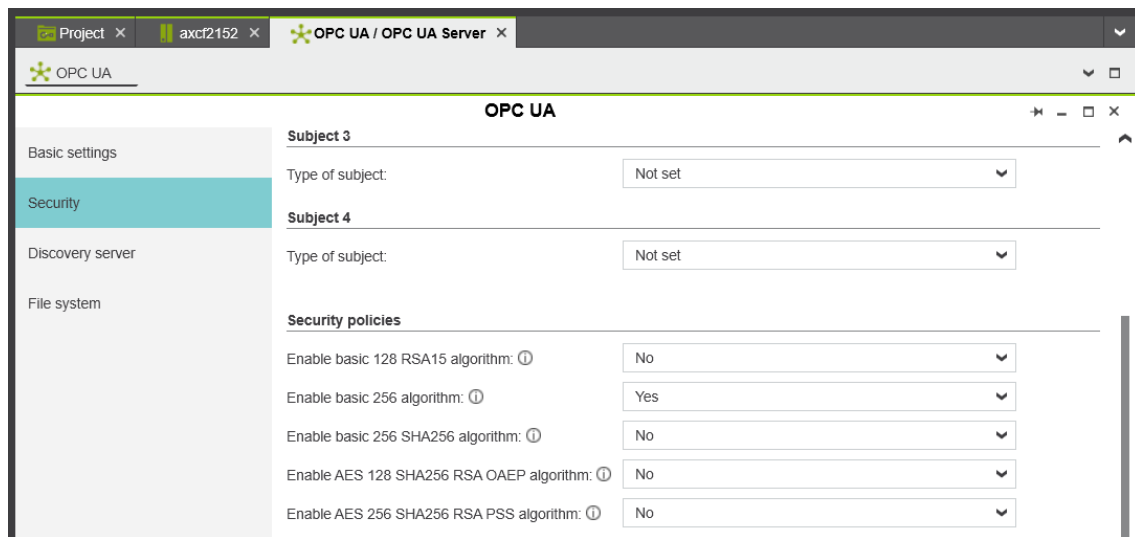 Project axcf2152 OPC UA / OPC UA Server
OPC UA
OPC UA
Basic settings
Security
Discovery server
File system
Subject 3
Type of subject: Not set
Subject 4
Type of subject: Not set
Security policies
Enable basic 128 RSA15 algorithm: No
Enable basic 256 algorithm: Yes
Enable basic 256 SHA256 algorithm: No
Enable AES 128 SHA256 RSA OAEP algorithm: No
Enable AES 256 SHA256 RSA PSS algorithm: No